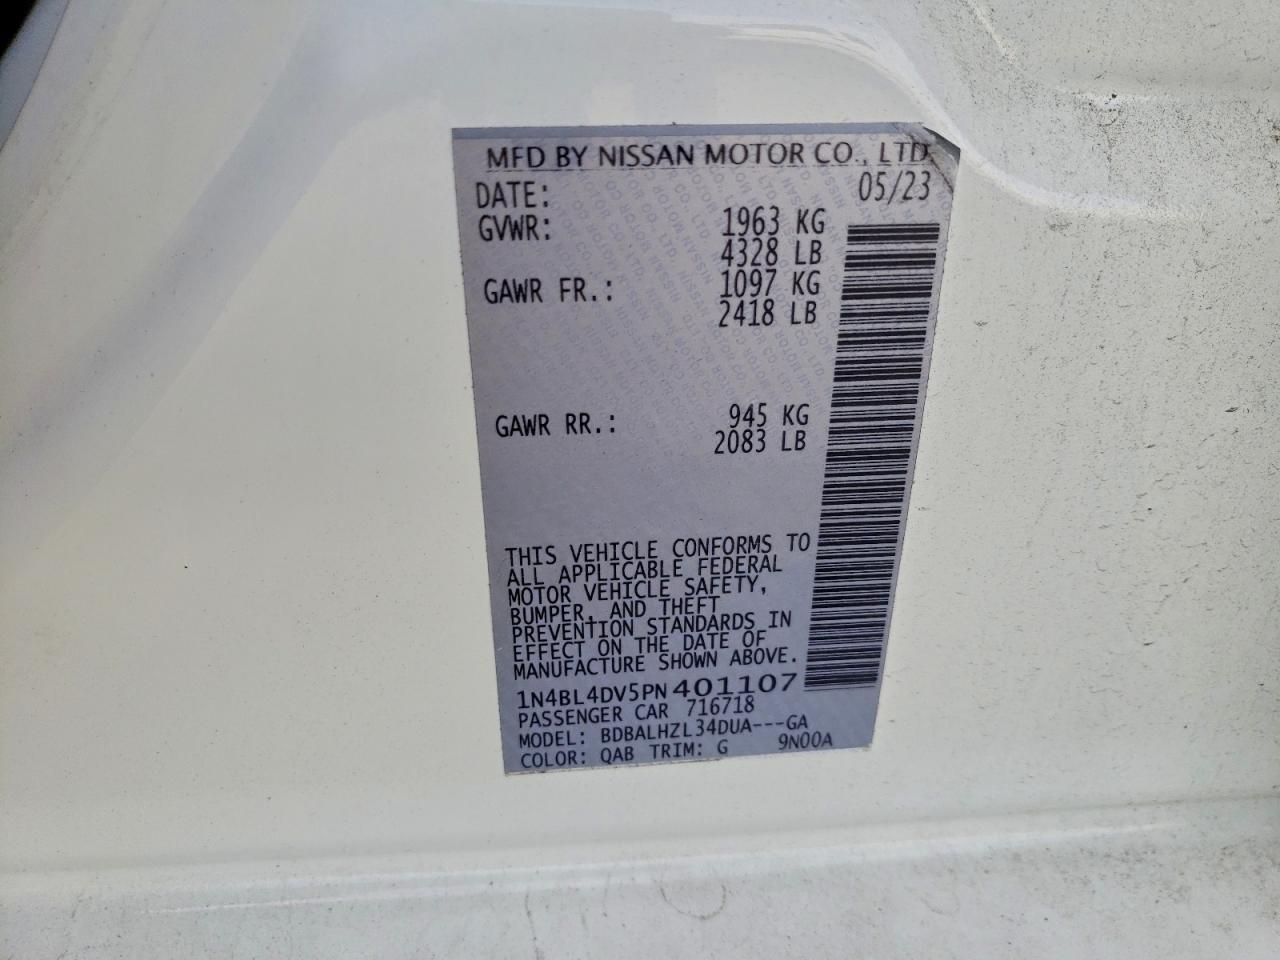 MFD BY NISSAN MOTOR CO., LTD.
DATE: 05/23
GVWR: 1963 KG
4328 LB
GAWR FR.: 1097 KG
2418 LB
GAWR RR.: 945 KG
2083 LB
THIS VEHICLE CONFORMS TO
ALL APPLICABLE FEDERAL
MOTOR VEHICLE SAFETY,
BUMPER, AND THEFT
PREVENTION STANDARDS IN
EFFECT ON THE DATE OF
MANUFACTURE SHOWN ABOVE.
1N4BL4DV5PN401107
PASSENGER CAR 716718
MODEL: BDBALHZL34DUA---GA
COLOR: QAB TRIM: G 9N00A